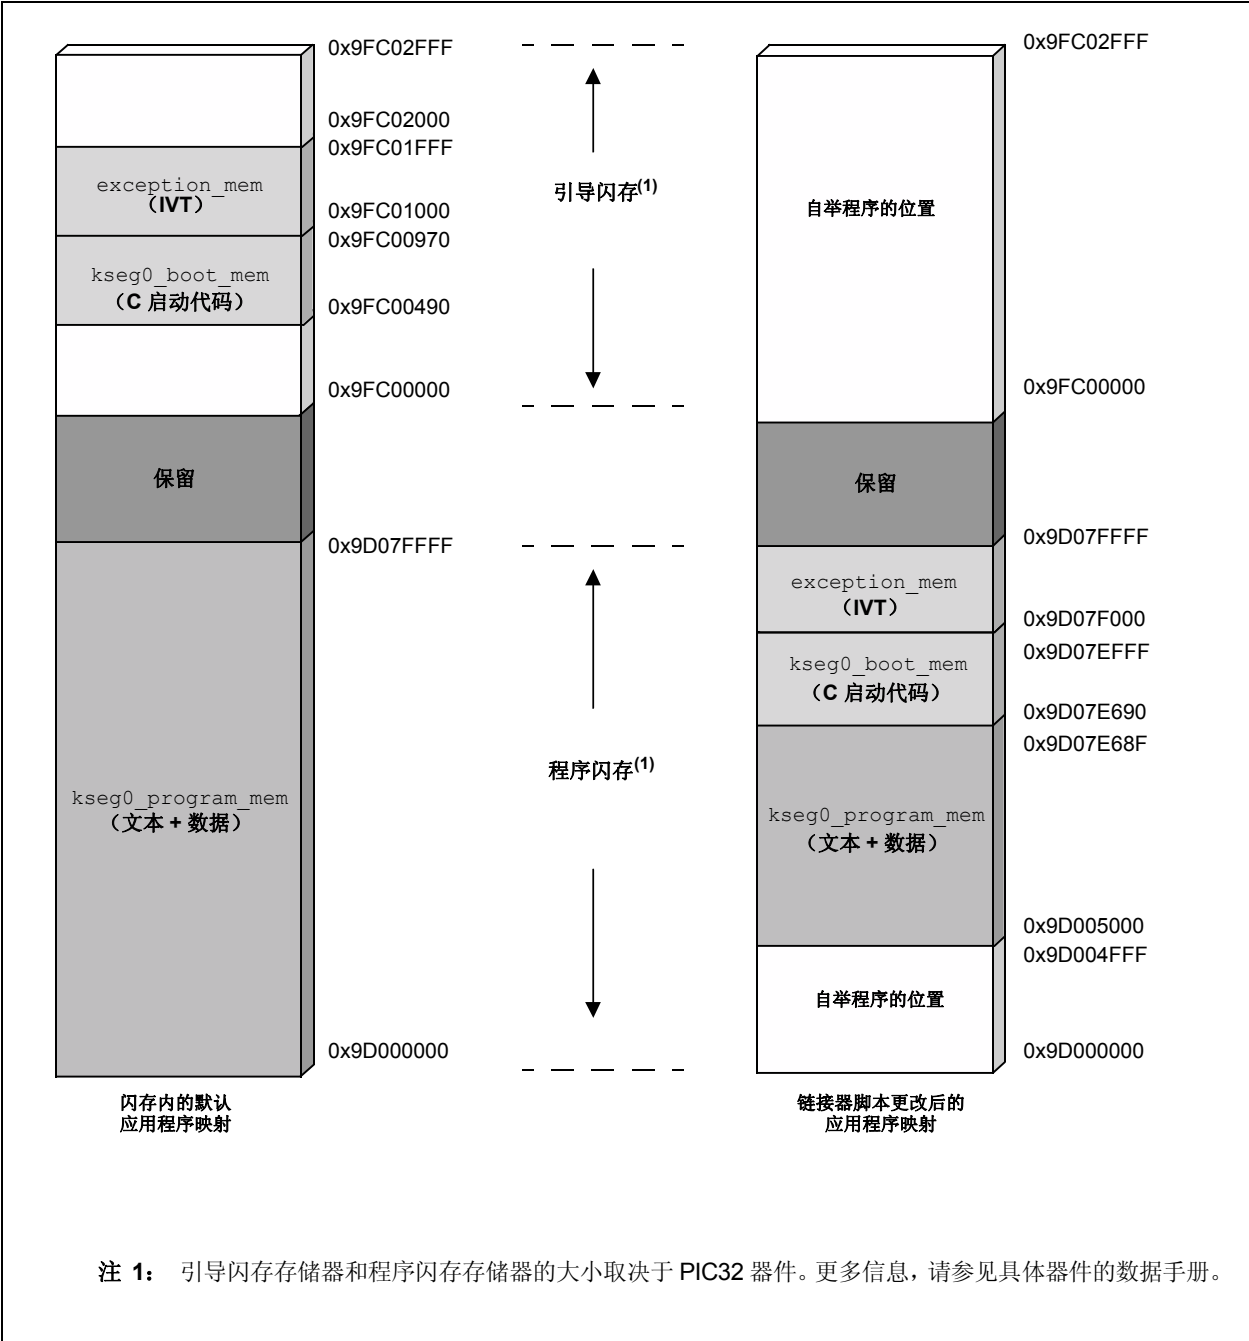 0x9FC02FFF
0x9FC02000
0x9FC01FFF
exception_mem
（IVT）
0x9FC01000
0x9FC00970
kseg0_boot_mem
（C 启动代码）
0x9FC00490
0x9FC00000
保留
0x9D07FFFF
kseg0_program_mem
（文本 + 数据）
0x9D000000
闪存内的默认
应用程序映射
引导闪存(1)
程序闪存(1)
0x9FC02FFF
自举程序的位置
0x9FC00000
保留
0x9D07FFFF
exception_mem
（IVT）
0x9D07F000
0x9D07EFFF
kseg0_boot_mem
（C 启动代码）
0x9D07E690
0x9D07E68F
kseg0_program_mem
（文本 + 数据）
0x9D005000
0x9D004FFF
自举程序的位置
0x9D000000
链接器脚本更改后的
应用程序映射
注 1： 引导闪存存储器和程序闪存存储器的大小取决于 PIC32 器件。更多信息，请参见具体器件的数据手册。